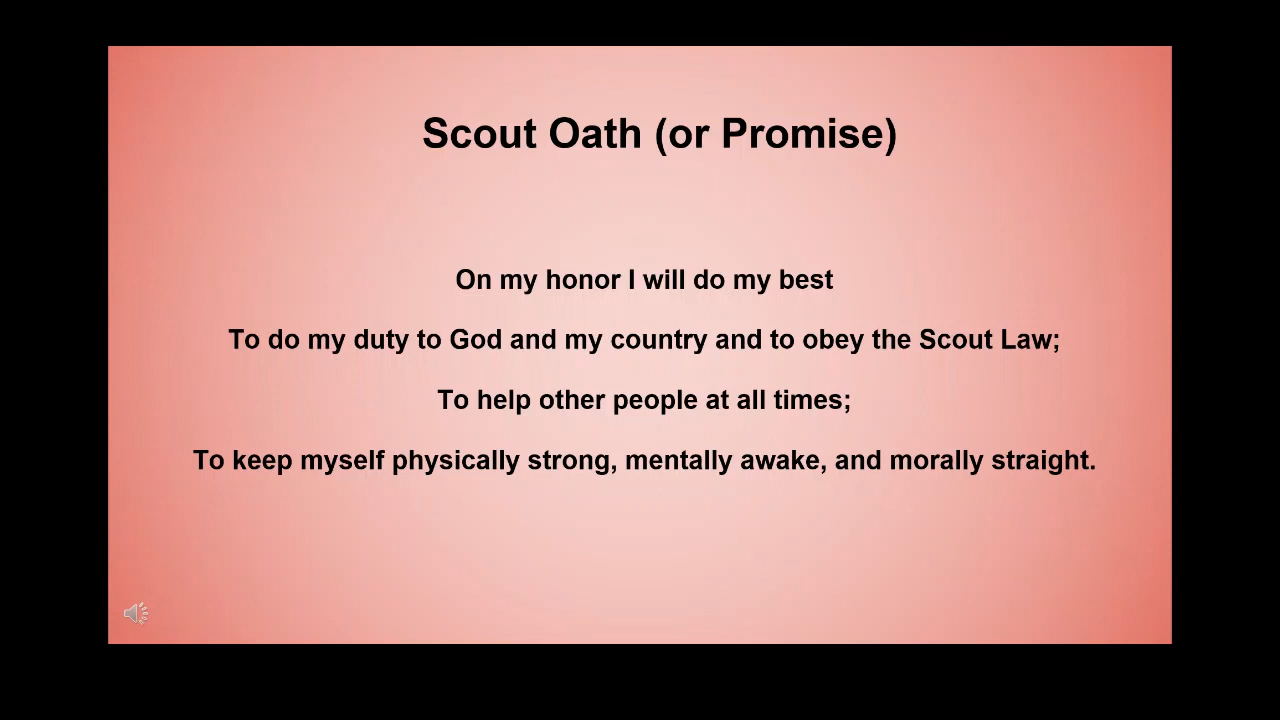 Scout Oath (or Promise)
On my honor I will do my best
To do my duty to God and my country and to obey the Scout Law;
To help other people at all times;
To keep myself physically strong, mentally awake, and morally straight.